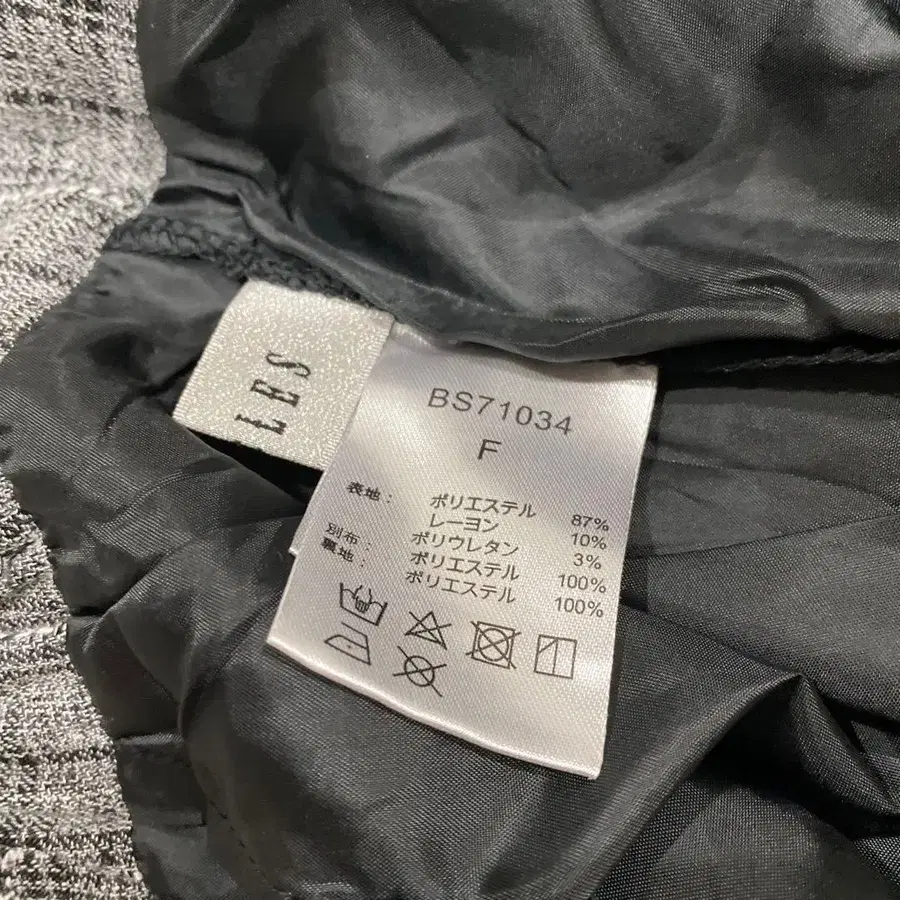 LES
BS71034
F
表地： ポリエステル 87%
レーヨン 10%
ポリウレタン 3%
別布： ポリエステル 100%
裏地： ポリエステル 100%